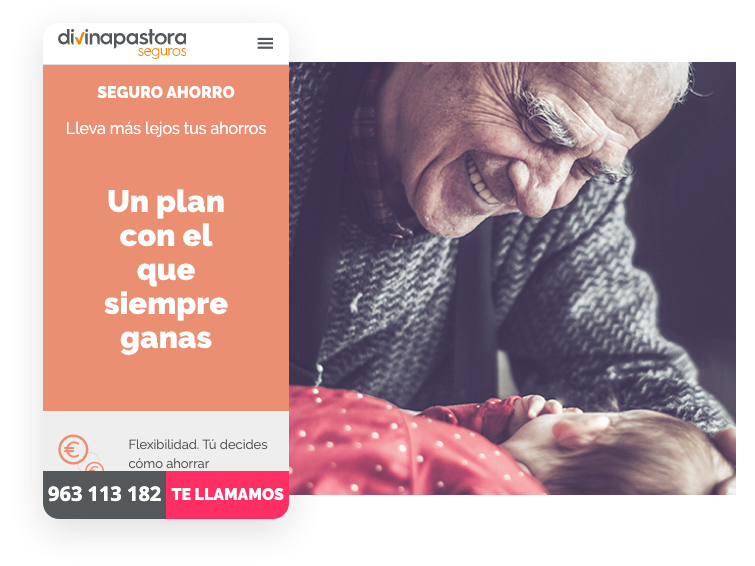 divinapastora
seguros
SEGURO AHORRO
Lleva más lejos tus ahorros
Un plan
con el
que
siempre
ganas
Flexibilidad. Tú decides
cómo ahorrar
963 113 182
TE LLAMAMOS